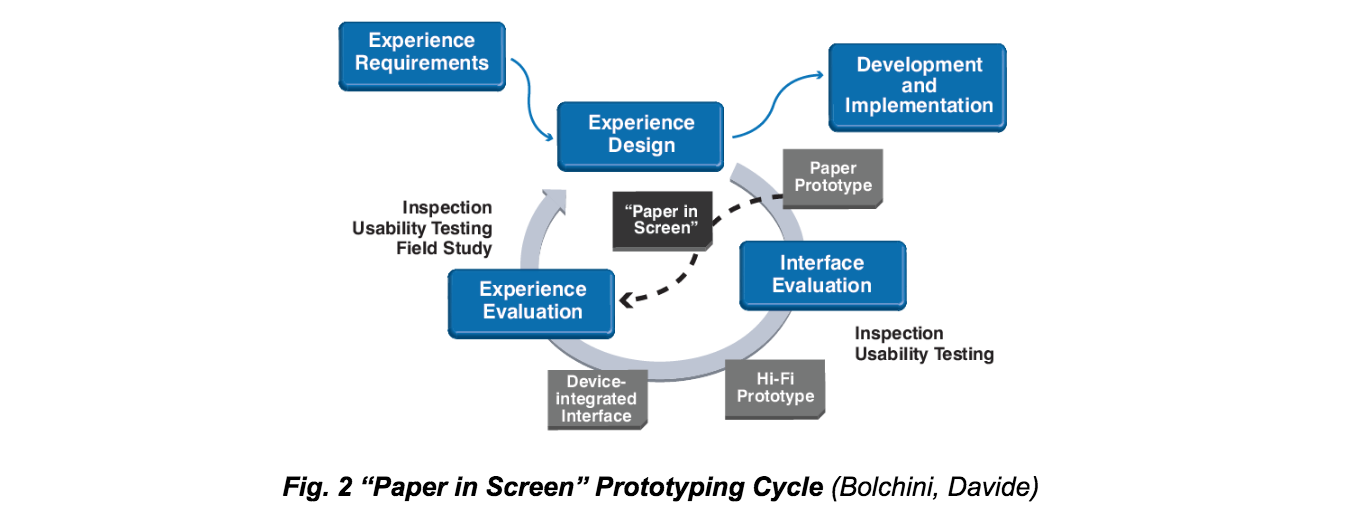 Experience
Requirements
Development
and
Implementation
Experience
Design
Paper
Prototype
“Paper in
Screen”
Inspection
Usability Testing
Field Study
Interface
Evaluation
Experience
Evaluation
Inspection
Usability Testing
Device-
integrated
Interface
Hi-Fi
Prototype
Fig. 2 “Paper in Screen” Prototyping Cycle (Bolchini, Davide)